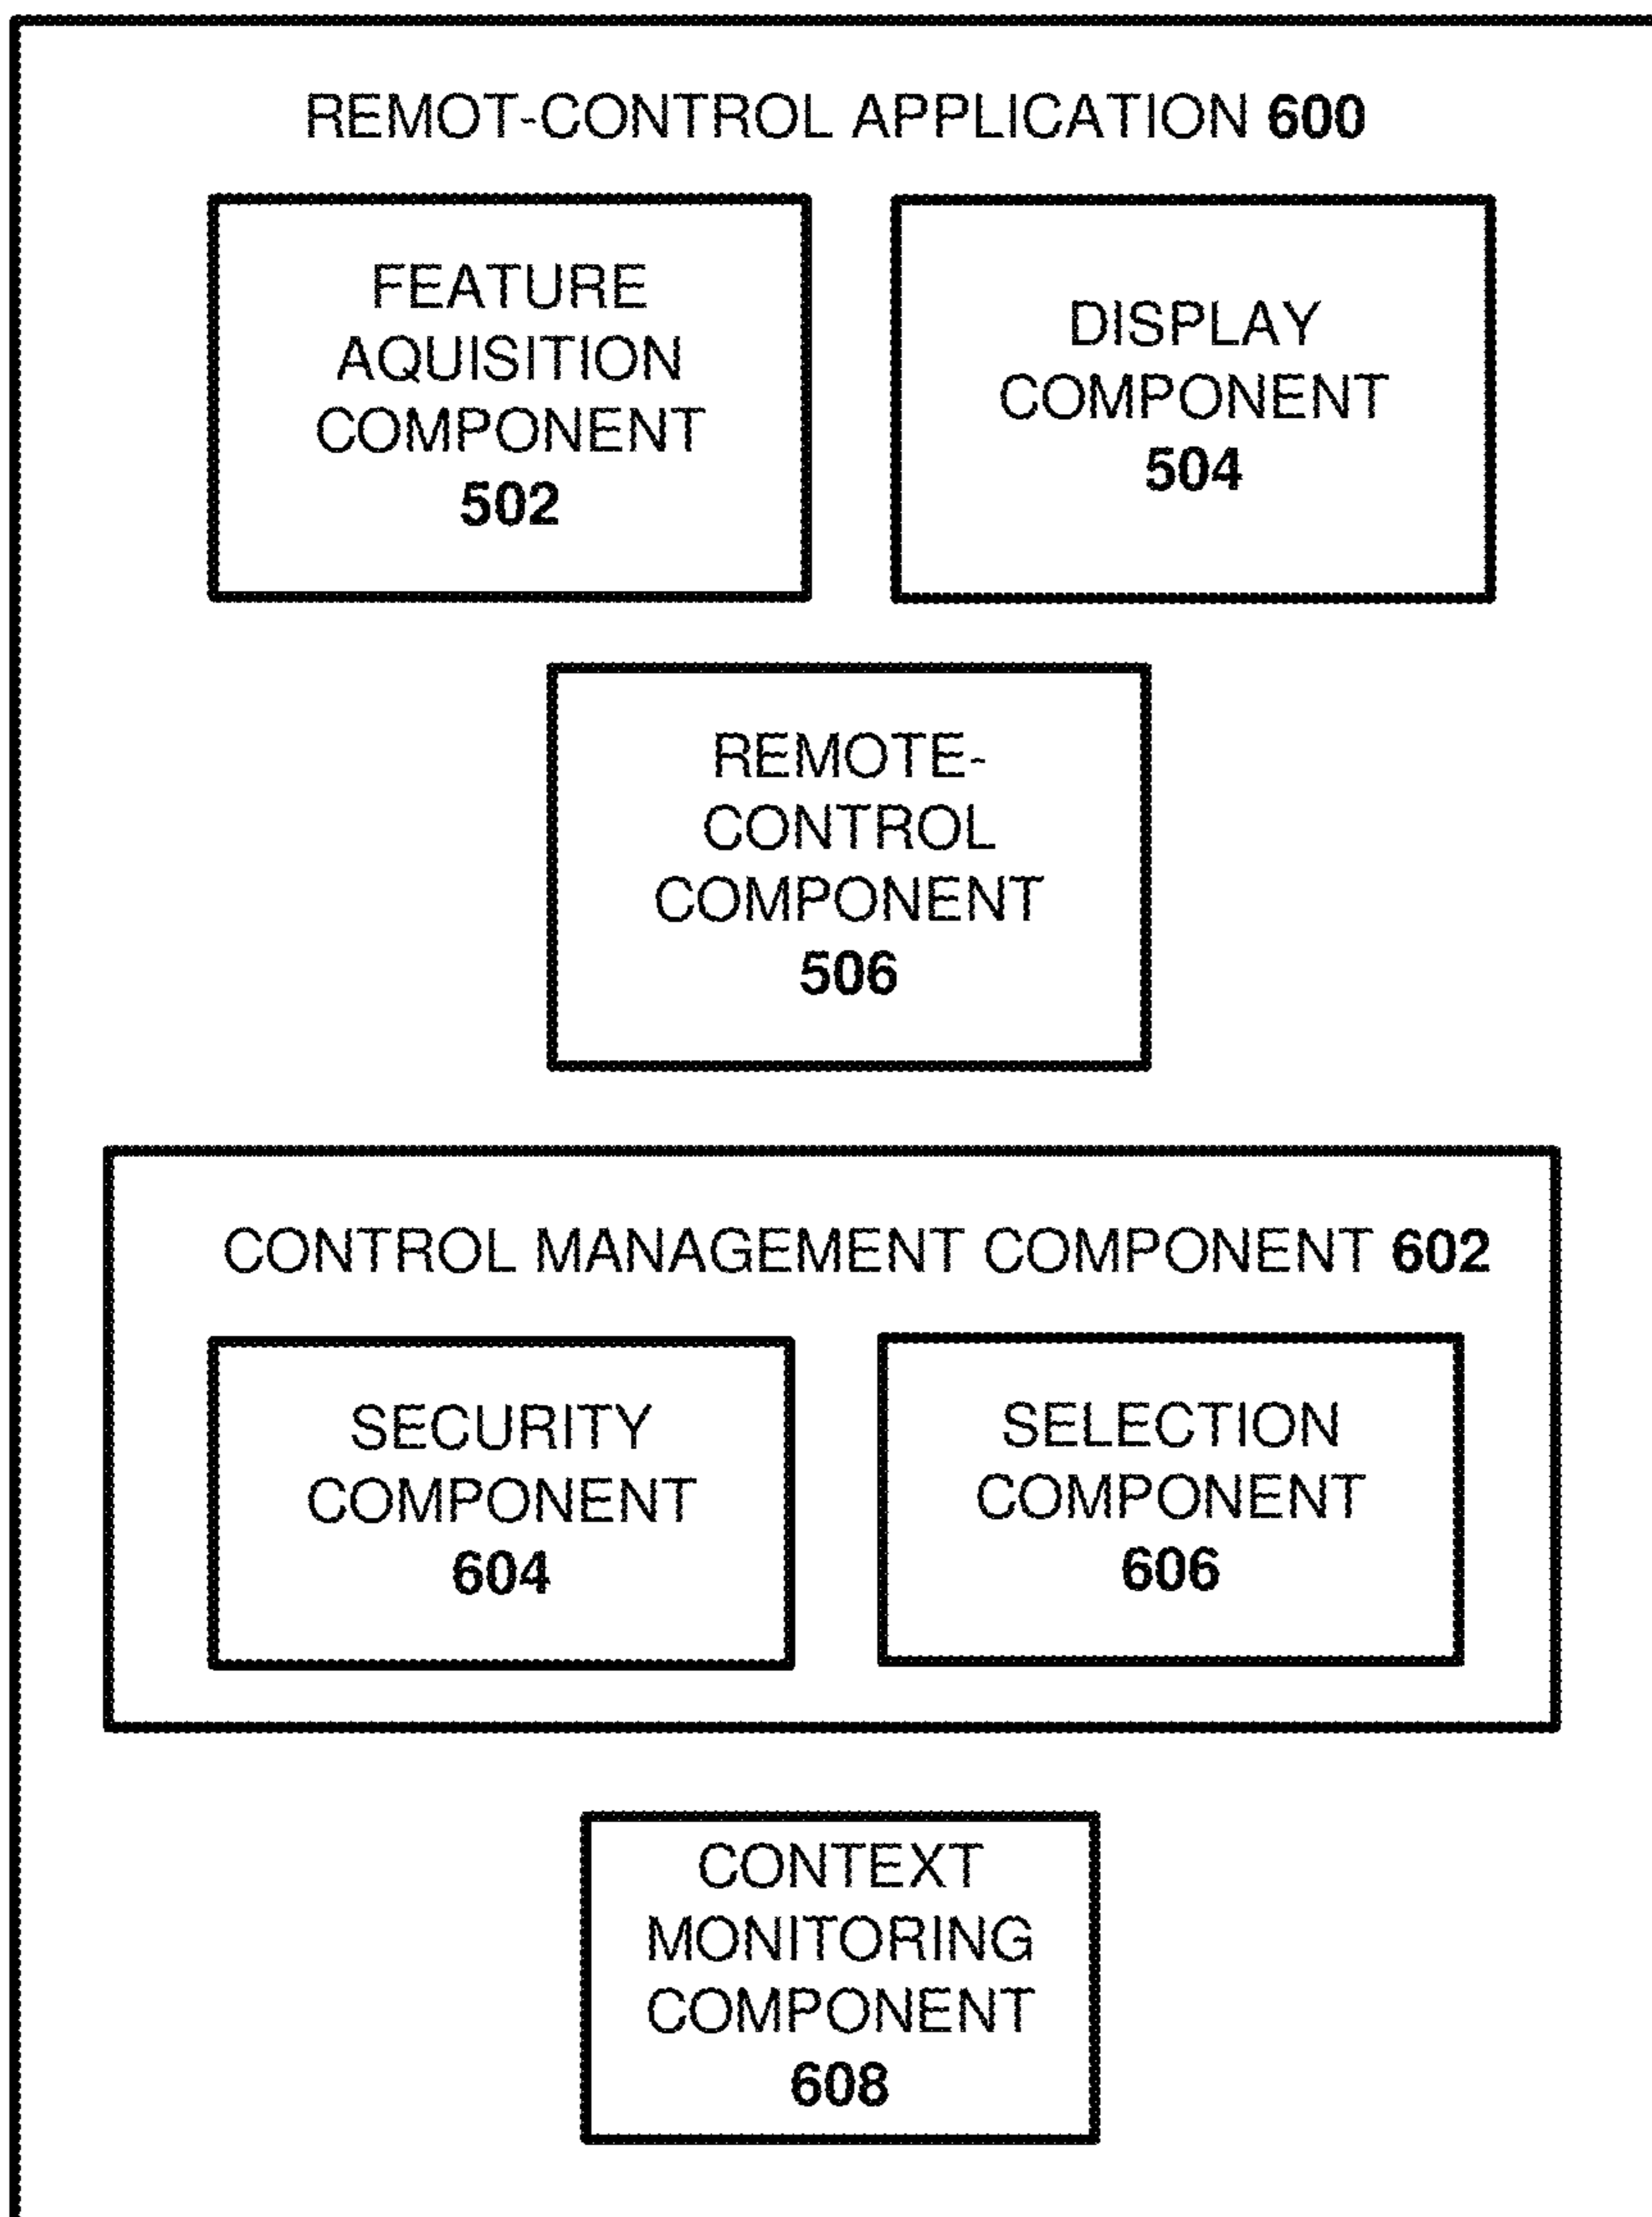 REMOT-CONTROL APPLICATION 600
FEATURE
AQUISITION
COMPONENT
502
DISPLAY
COMPONENT
504
REMOTE-
CONTROL
COMPONENT
506
CONTROL MANAGEMENT COMPONENT 602
SECURITY
COMPONENT
604
SELECTION
COMPONENT
606
CONTEXT
MONITORING
COMPONENT
608